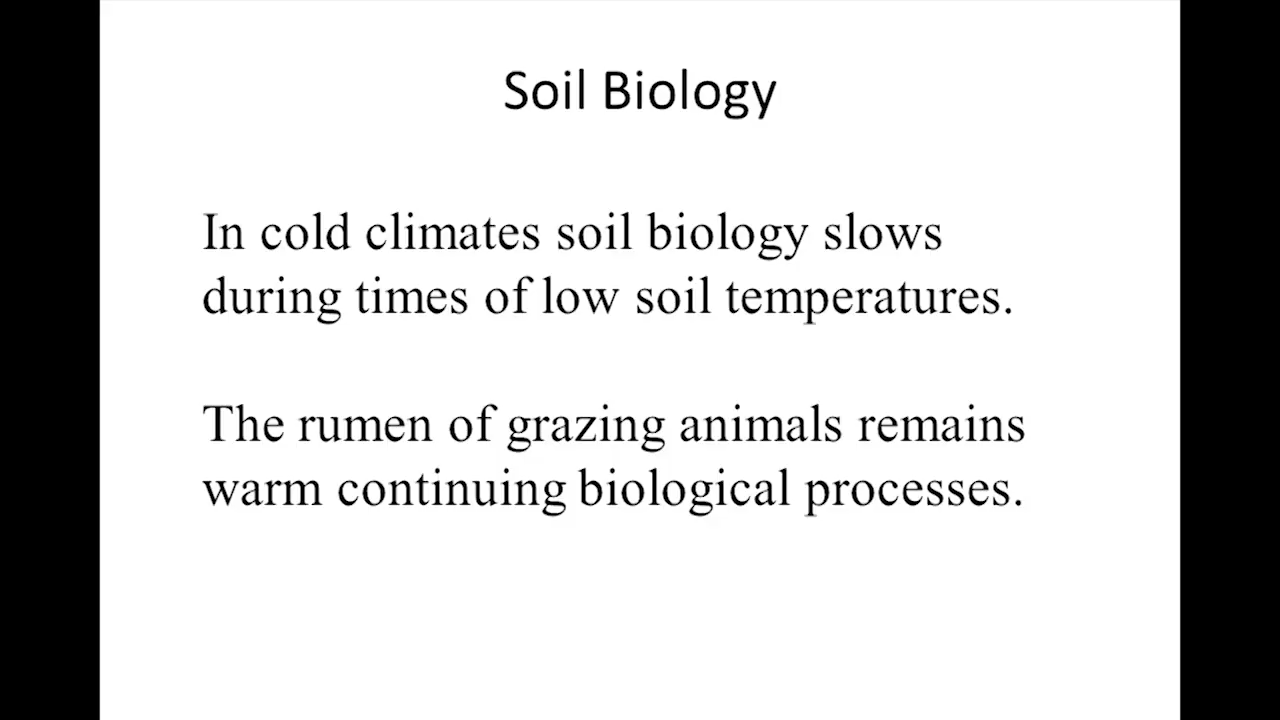 Soil Biology
In cold climates soil biology slows
during times of low soil temperatures.
The rumen of grazing animals remains
warm continuing biological processes.